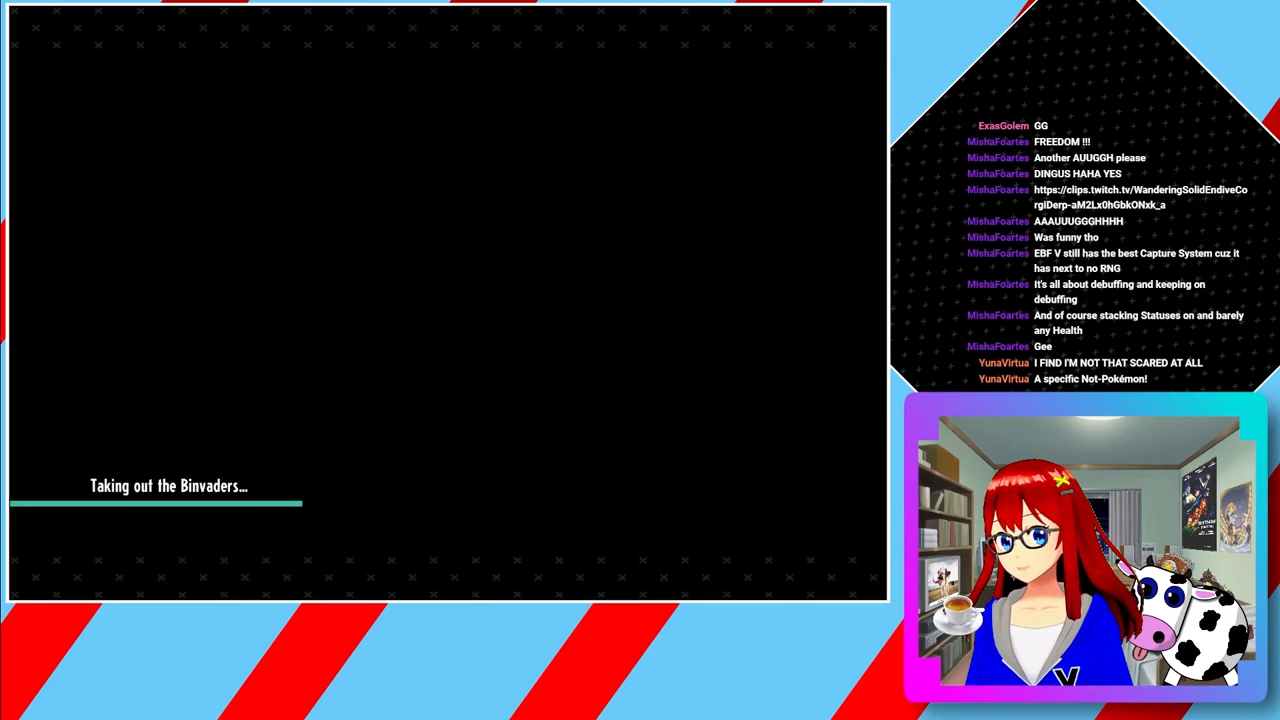 Taking out the Binvaders...
ExasGolem GG
MishaFoartes FREEDOM !!!
MishaFoartes Another AUUGGH please
MishaFoartes DINGUS HAHA YES
MishaFoartes https://clips.twitch.tv/WanderingSolidEndiveCo
rgiDerp-aM2Lx0hGbkONxk_a
MishaFoartes AAAUUUGGGHHHH
MishaFoartes Was funny tho
MishaFoartes EBF V still has the best Capture System cuz it
has next to no RNG
MishaFoartes It's all about debuffing and keeping on
debuffing
MishaFoartes And of course stacking Statuses on and barely
any Health
MishaFoartes Gee
YunaVirtua I FIND I'M NOT THAT SCARED AT ALL
YunaVirtua A specific Not-Pokémon!